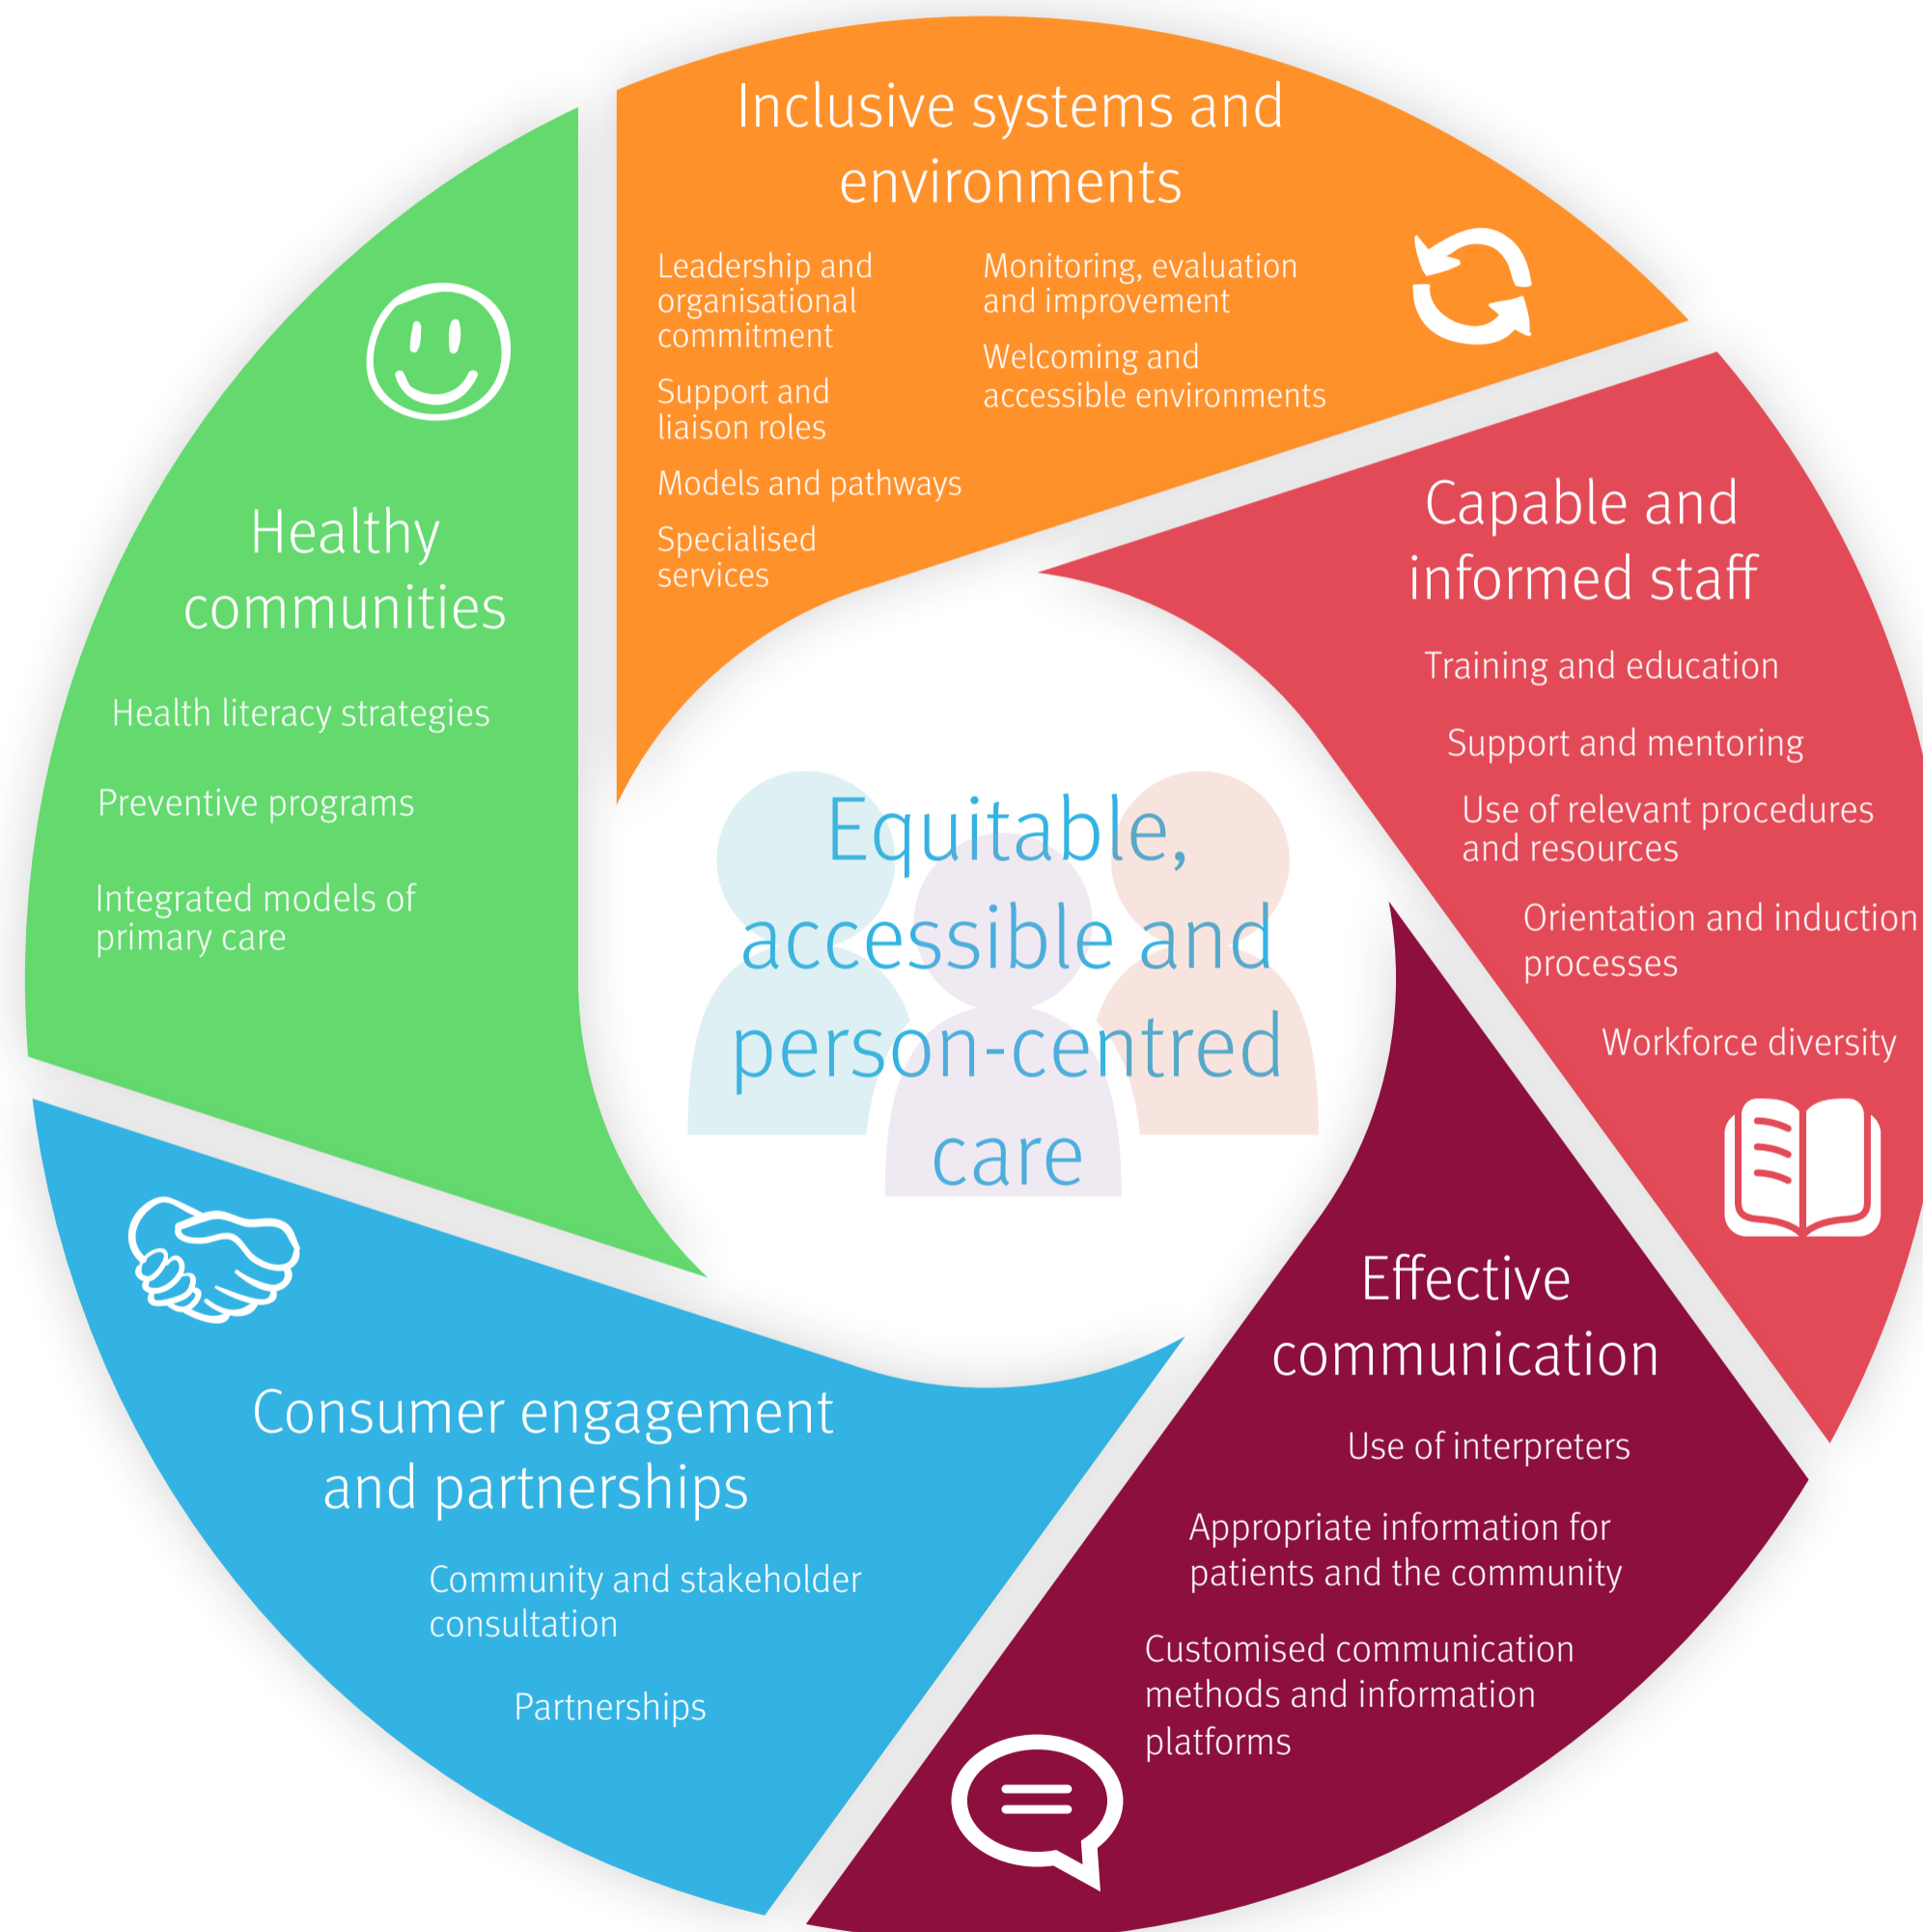 Inclusive systems and
environments
Leadership and
organisational
commitment
Support and
liaison roles
Models and pathways
Specialised
services
Monitoring, evaluation
and improvement
Welcoming and
accessible environments
Capable and
informed staff
Training and education
Support and mentoring
Use of relevant procedures
and resources
Orientation and induction
processes
Workforce diversity
Effective
communication
Use of interpreters
Appropriate information for
patients and the community
Customised communication
methods and information
platforms
Consumer engagement
and partnerships
Community and stakeholder
consultation
Partnerships
Healthy
communities
Health literacy strategies
Preventive programs
Integrated models of
primary care
Equitable,
accessible and
person-centred
care